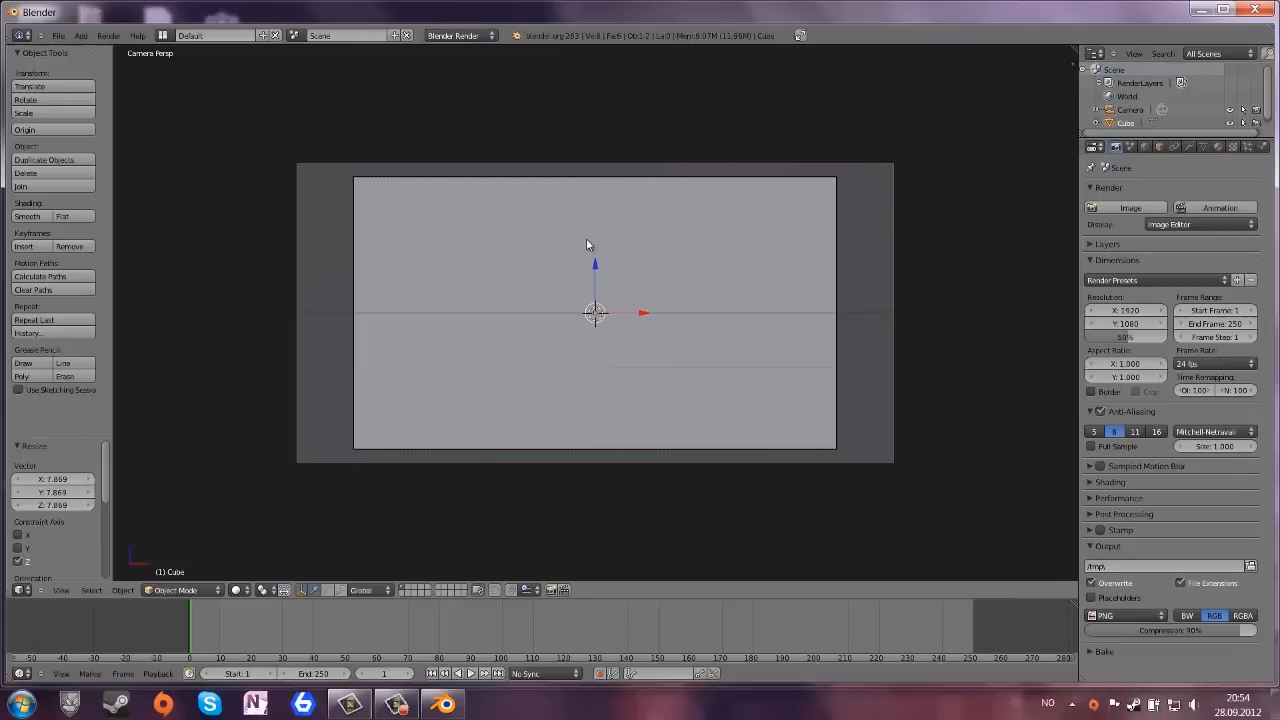 Blender
File Add Render Help Default Scene Blender Render blender.org 263 | Ve:8 | Fa:6 | Ob:1-2 | La:0 | Mem:9.07M (11.96M) | Cube
Object Tools
Transform:
Translate
Rotate
Scale
Origin
Object:
Duplicate Objects
Delete
Join
Shading:
Smooth Flat
Keyframes:
Insert Remove
Motion Paths:
Calculate Paths
Clear Paths
Repeat:
Repeat Last
History...
Grease Pencil:
Draw Line
Poly Erase
Use Sketching Sessio
Resize
Vector
X: 7.869
Y: 7.869
Z: 7.869
Constraint Axis
X
Y
Z
Orientation
Camera Persp
(1) Cube
View Select Object Object Mode Global
-50 -40 -30 -20 -10 0 10 20 30 40 50 60 70 80 90 100 110 120 130 140 150 160 170 180 190 200 210 220 230 240 250 260 270 280
View Marker Frame Playback Start: 1 End: 250 1 No Sync
View Search All Scenes
Scene
RenderLayers
World
Camera
Cube
Scene
Render
Image Animation
Display: Image Editor
Layers
Dimensions
Render Presets
Resolution: Frame Range:
X: 1920 Start Frame: 1
Y: 1080 End Frame: 250
50% Frame Step: 1
Aspect Ratio: Frame Rate:
X: 1.000 24 fps
Y: 1.000 Time Remapping:
Border Crop Ol: 100 N: 100
Anti-Aliasing
5 8 11 16 Mitchell-Netravali
Full Sample Size: 1.000
Sampled Motion Blur
Shading
Performance
Post Processing
Stamp
Output
/tmp\
Overwrite File Extensions
Placeholders
PNG BW RGB RGBA
Compression: 90%
Bake
NO
20:54
28.09.2012